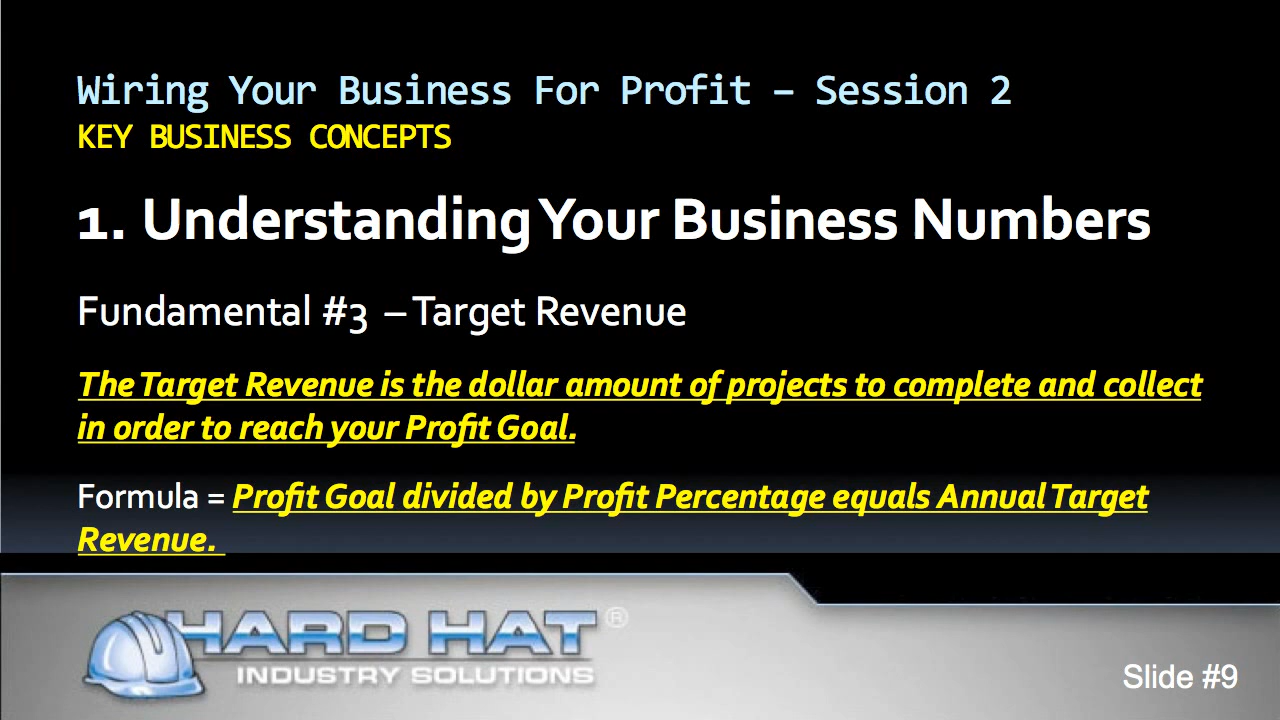 Wiring Your Business For Profit – Session 2
KEY BUSINESS CONCEPTS
1. Understanding Your Business Numbers
Fundamental #3 – Target Revenue
The Target Revenue is the dollar amount of projects to complete and collect
in order to reach your Profit Goal.
Formula = Profit Goal divided by Profit Percentage equals Annual Target
Revenue.
HARD HAT ®
INDUSTRY SOLUTIONS
Slide #9